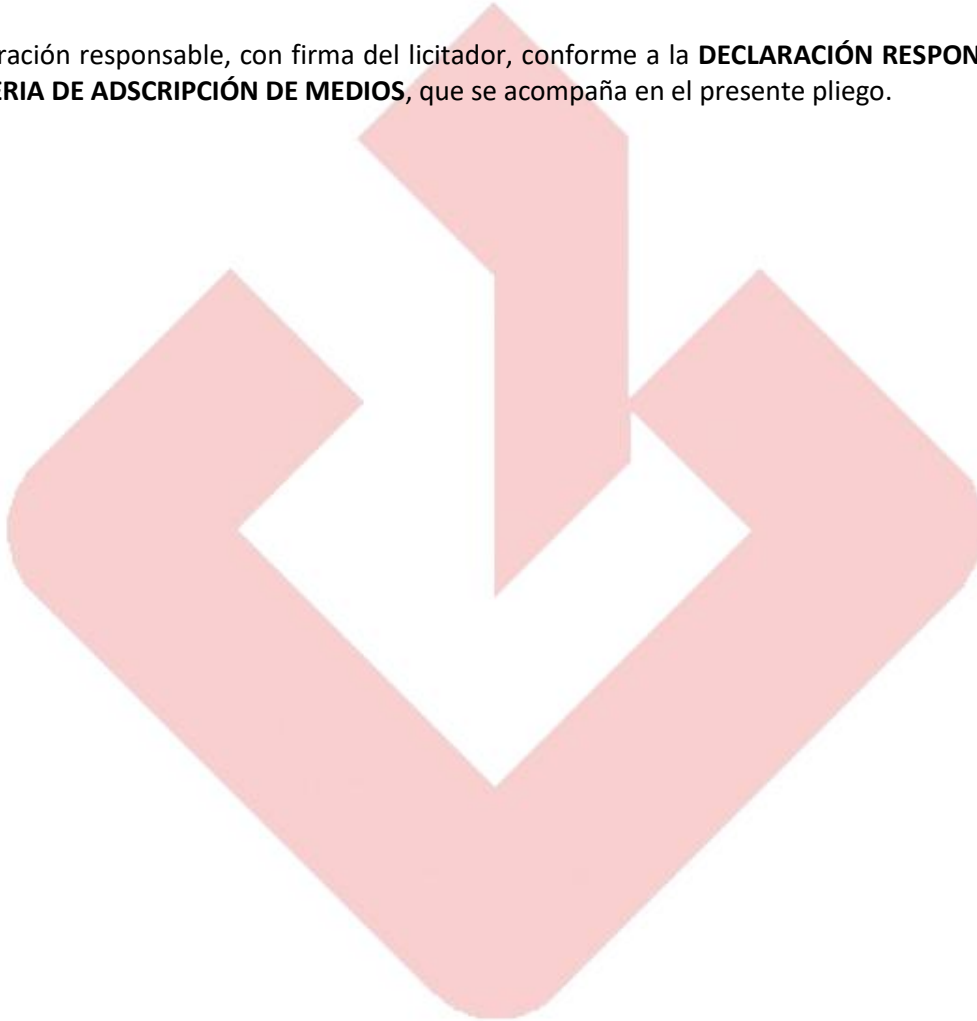 ración responsable, con firma del licitador, conforme a la DECLARACIÓN RESPON
ERIA DE ADSCRIPCIÓN DE MEDIOS, que se acompaña en el presente pliego.